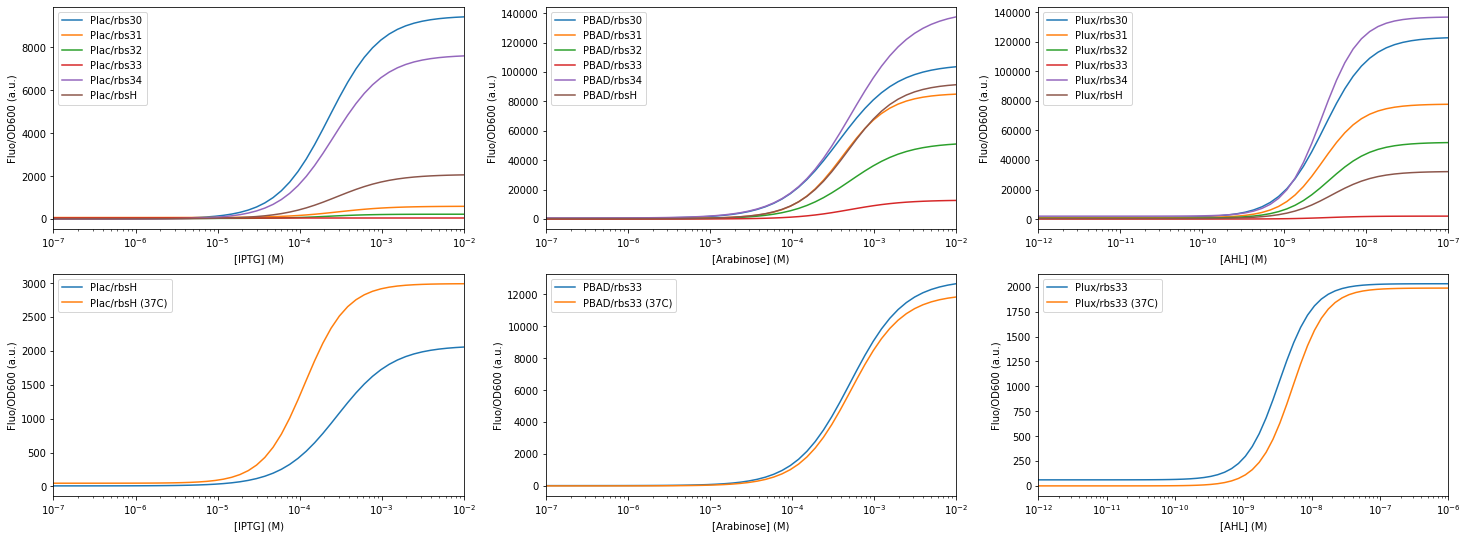 Plac/rbs30
Plac/rbs31
Plac/rbs32
Plac/rbs33
Plac/rbs34
Plac/rbsH
Fluo/OD600 (a.u.)
8000
6000
4000
2000
0
10⁻⁷ 10⁻⁶ 10⁻⁵ 10⁻⁴ 10⁻³ 10⁻²
[IPTG] (M)
PBAD/rbs30
PBAD/rbs31
PBAD/rbs32
PBAD/rbs33
PBAD/rbs34
PBAD/rbsH
Fluo/OD600 (a.u.)
140000
120000
100000
80000
60000
40000
20000
0
10⁻⁷ 10⁻⁶ 10⁻⁵ 10⁻⁴ 10⁻³ 10⁻²
[Arabinose] (M)
Plux/rbs30
Plux/rbs31
Plux/rbs32
Plux/rbs33
Plux/rbs34
Plux/rbsH
Fluo/OD600 (a.u.)
140000
120000
100000
80000
60000
40000
20000
0
10⁻¹² 10⁻¹¹ 10⁻¹⁰ 10⁻⁹ 10⁻⁸ 10⁻⁷
[AHL] (M)
Plac/rbsH
Plac/rbsH (37C)
Fluo/OD600 (a.u.)
3000
2500
2000
1500
1000
500
0
10⁻⁷ 10⁻⁶ 10⁻⁵ 10⁻⁴ 10⁻³ 10⁻²
[IPTG] (M)
PBAD/rbs33
PBAD/rbs33 (37C)
Fluo/OD600 (a.u.)
12000
10000
8000
6000
4000
2000
0
10⁻⁷ 10⁻⁶ 10⁻⁵ 10⁻⁴ 10⁻³ 10⁻²
[Arabinose] (M)
Plux/rbs33
Plux/rbs33 (37C)
Fluo/OD600 (a.u.)
2000
1750
1500
1250
1000
750
500
250
0
10⁻¹² 10⁻¹¹ 10⁻¹⁰ 10⁻⁹ 10⁻⁸ 10⁻⁷ 10⁻⁶
[AHL] (M)